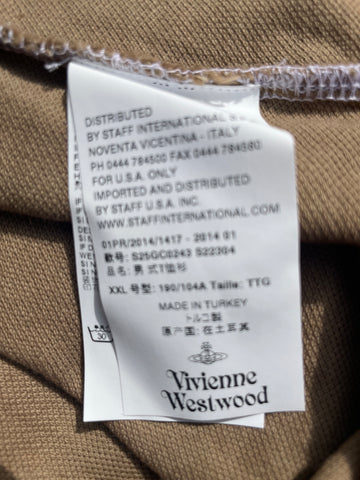 DISTRIBUTED
BY STAFF INTERNATIONAL S
NOVENTA VICENTINA - ITALY
PH 0444 784500 FAX 0444 784580
FOR U.S.A. ONLY
IMPORTED AND DISTRIBUTED
BY STAFF U.S.A. INC.
WWW.STAFFINTERNATIONAL.COM
01PR/2014/1417 - 2014 01
款号: S25GC0243 S22304
品名: 男 式T恤衫
XXL 号型: 190/104A Taille: TTG
MADE IN TURKEY
トルコ製
原产国: 在土耳其
Vivienne
Westwood
30